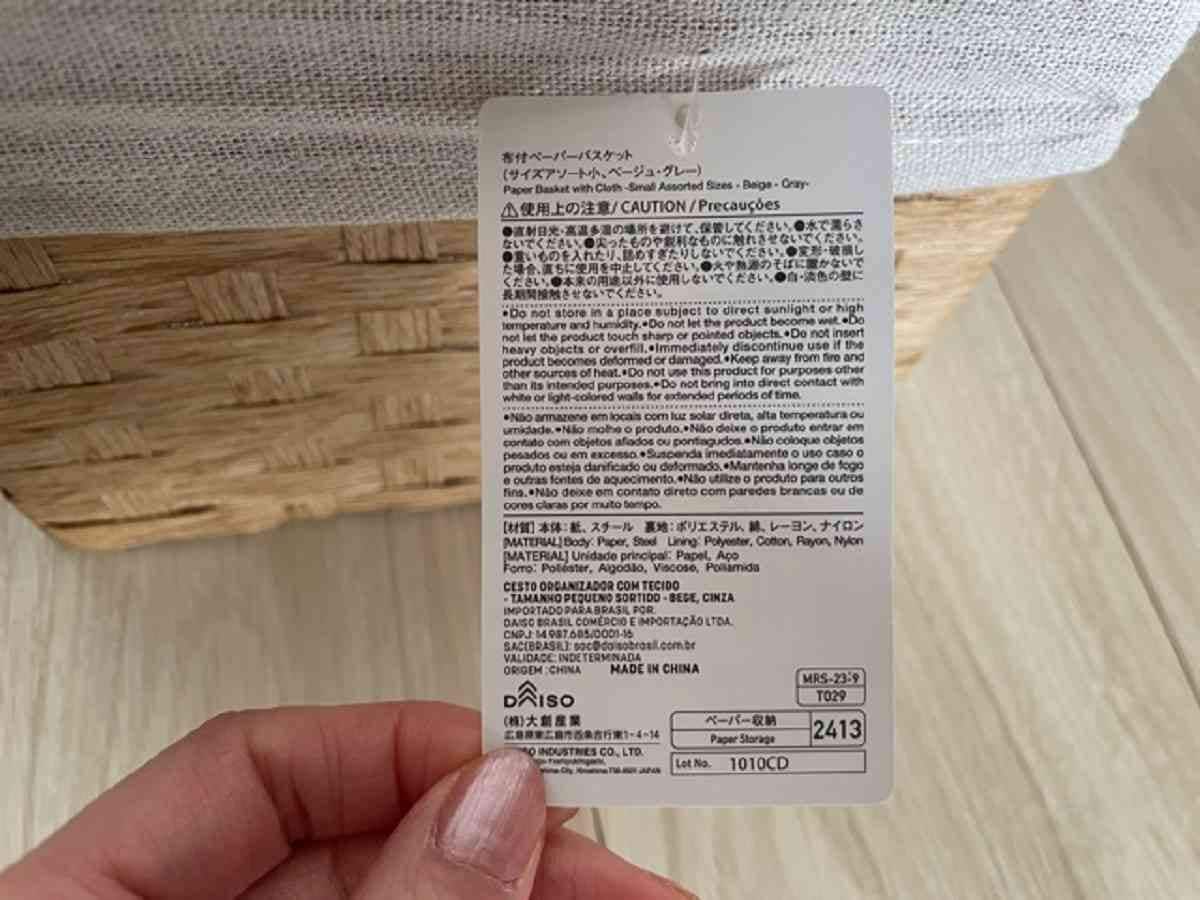 布付ペーパーバスケット
(サイズアソート小、ベージュ・グレー)
Paper Basket with Cloth -Small Assorted Sizes - Beige - Gray-
⚠使用上の注意/ CAUTION / Precauções
●直射日光・高温多湿の場所を避けて、保管してください。●水で濡らさ
ないでください。●尖ったものや鋭利なものに触れさせないでください。
●重いものを入れたり、詰めすぎたりしないでください。●変形・破損し
た場合、直ちに使用を中止してください。●火や熱源のそばに置かないで
ください。●本来の用途以外に使用しないでください。●白・淡色の壁に
長期間接触させないでください。
•Do not store in a place subject to direct sunlight or high
temperature and humidity.•Do not let the product become wet.•Do
not let the product touch sharp or pointed objects.•Do not insert
heavy objects or overfill.•Immediately discontinue use if the
product becomes deformed or damaged.•Keep away from fire and
other sources of heat.•Do not use this product for purposes other
than its intended purposes.•Do not bring into direct contact with
white or light-colored walls for extended periods of time.
•Não armazene em locais com luz solar direta, alta temperatura ou
umidade.•Não molhe o produto.•Não deixe o produto entrar em
contato com objetos afiados ou pontiagudos.•Não coloque objetos
pesados ou em excesso.•Suspenda imediatamente o uso caso o
produto esteja danificado ou deformado.•Mantenha longe de fogo
e outras fontes de aquecimento.•Não utilize o produto para outros
fins.•Não deixe em contato direto com paredes brancas ou de
cores claras por muito tempo.
[材質] 本体：紙、スチール 裏地：ポリエステル、綿、レーヨン、ナイロン
[MATERIAL] Body: Paper, Steel Lining: Polyester, Cotton, Rayon, Nylon
[MATERIAL] Unidade principal: Papel, Aço
Forro: Poliéster, Algodão, Viscose, Poliamida
CESTO ORGANIZADOR COM TECIDO
- TAMANHO PEQUENO SORTIDO - BEGE, CINZA
IMPORTADO PARA BRASIL POR:
DAISO BRASIL COMÉRCIO E IMPORTAÇÃO LTDA.
CNPJ: 14.987.685/0001-16
SAC(BRASIL): sac@daisobrasil.com.br
VALIDADE: INDETERMINADA
ORIGEM : CHINA MADE IN CHINA
MRS-23-9
T029
DAISO
(株)大創産業
広島県東広島市西条吉行東1-4-14
ペーパー収納
Paper Storage
2413
INDUSTRIES CO., LTD.
JAPAN
Lot No. 1010CD